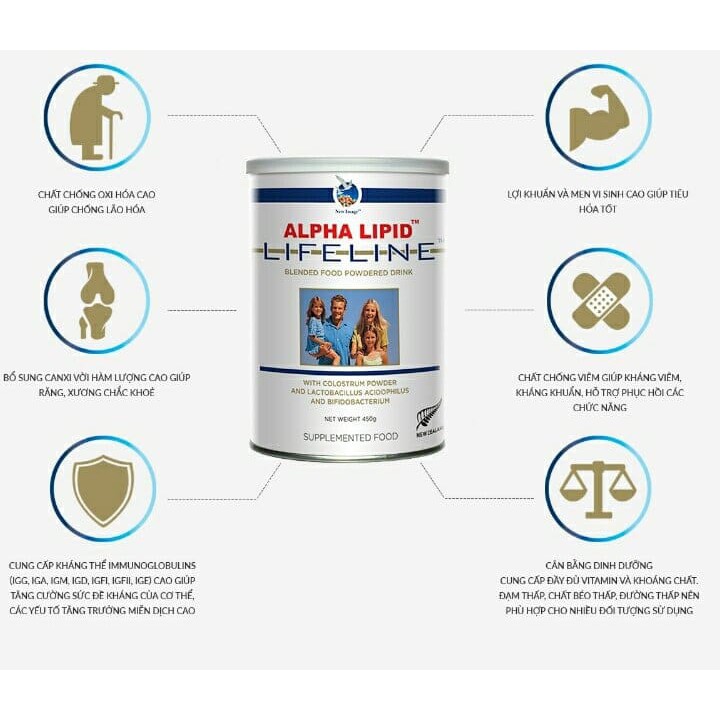 CHẤT CHỐNG OXI HÓA CAO
GIÚP CHỐNG LÃO HÓA
LỢI KHUẨN VÀ MEN VI SINH CAO GIÚP TIÊU
HÓA TỐT
New Image™
ALPHA LIPID™
LIFELINE
BLENDED FOOD POWDERED DRINK
WITH COLOSTRUM POWDER
AND LACTOBACILLUS ACIDOPHILUS
AND BIFIDOBACTERIUM
NET WEIGHT 450g
SUPPLEMENTED FOOD
BỔ SUNG CANXI VỚI HÀM LƯỢNG CAO GIÚP
RĂNG, XƯƠNG CHẮC KHOẺ
CHẤT CHỐNG VIÊM GIÚP KHÁNG VIÊM,
KHÁNG KHUẨN, HỖ TRỢ PHỤC HỒI CÁC
CHỨC NĂNG
CUNG CẤP KHÁNG THỂ IMMUNOGLOBULINS
(IGG, IGA, IGM, IGD, IGFI, IGFII, IGE) CAO GIÚP
TĂNG CƯỜNG SỨC ĐỀ KHÁNG CỦA CƠ THỂ,
CÁC YẾU TỐ TĂNG TRƯỞNG MIỄN DỊCH CAO
CÂN BẰNG DINH DƯỠNG
CUNG CẤP ĐẦY ĐỦ VITAMIN VÀ KHOÁNG CHẤT.
ĐẠM THẤP, CHẤT BÉO THẤP, ĐƯỜNG THẤP NÊN
PHÙ HỢP CHO NHIỀU ĐỐI TƯỢNG SỬ DỤNG